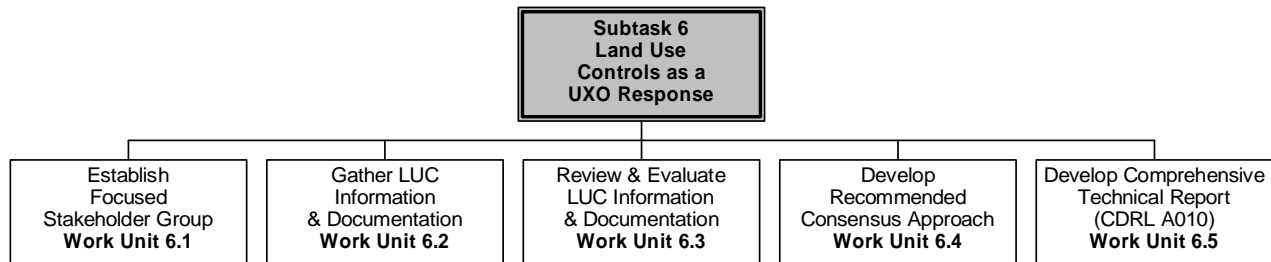 Subtask 6
Land Use
Controls as a
UXO Response
Establish
Focused
Stakeholder Group
Work Unit 6.1
Gather LUC
Information
& Documentation
Work Unit 6.2
Review & Evaluate
LUC Information
& Documentation
Work Unit 6.3
Develop
Recommended
Consensus Approach
Work Unit 6.4
Develop Comprehensive
Technical Report
(CDRL A010)
Work Unit 6.5